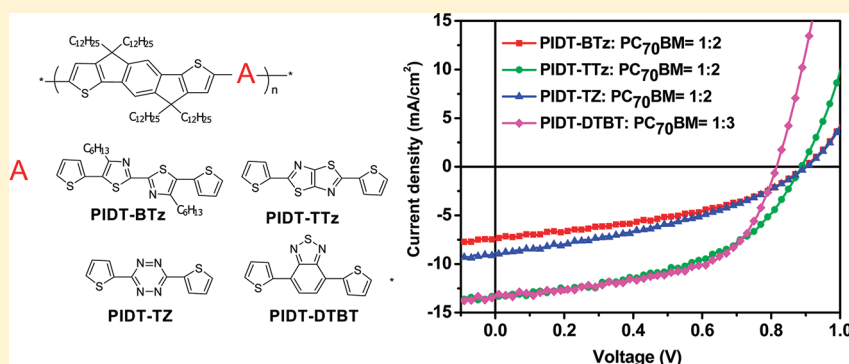 C₁₂H₂₅ C₁₂H₂₅
* S A n *
S
C₁₂H₂₅ C₁₂H₂₅
A
C₆H₁₃
S N S S
S N
C₆H₁₃
PIDT-BTz
S N S S
S N
PIDT-TTz
S N=N S
N-N
PIDT-TZ
S
N N
S S
PIDT-DTBT
*
Current density (mA/cm²)
15
10
5
0
-5
-10
-15
PIDT-BTz: PC₇₀BM= 1:2
PIDT-TTz: PC₇₀BM= 1:2
PIDT-TZ: PC₇₀BM= 1:2
PIDT-DTBT: PC₇₀BM= 1:3
0.0 0.2 0.4 0.6 0.8 1.0
Voltage (V)